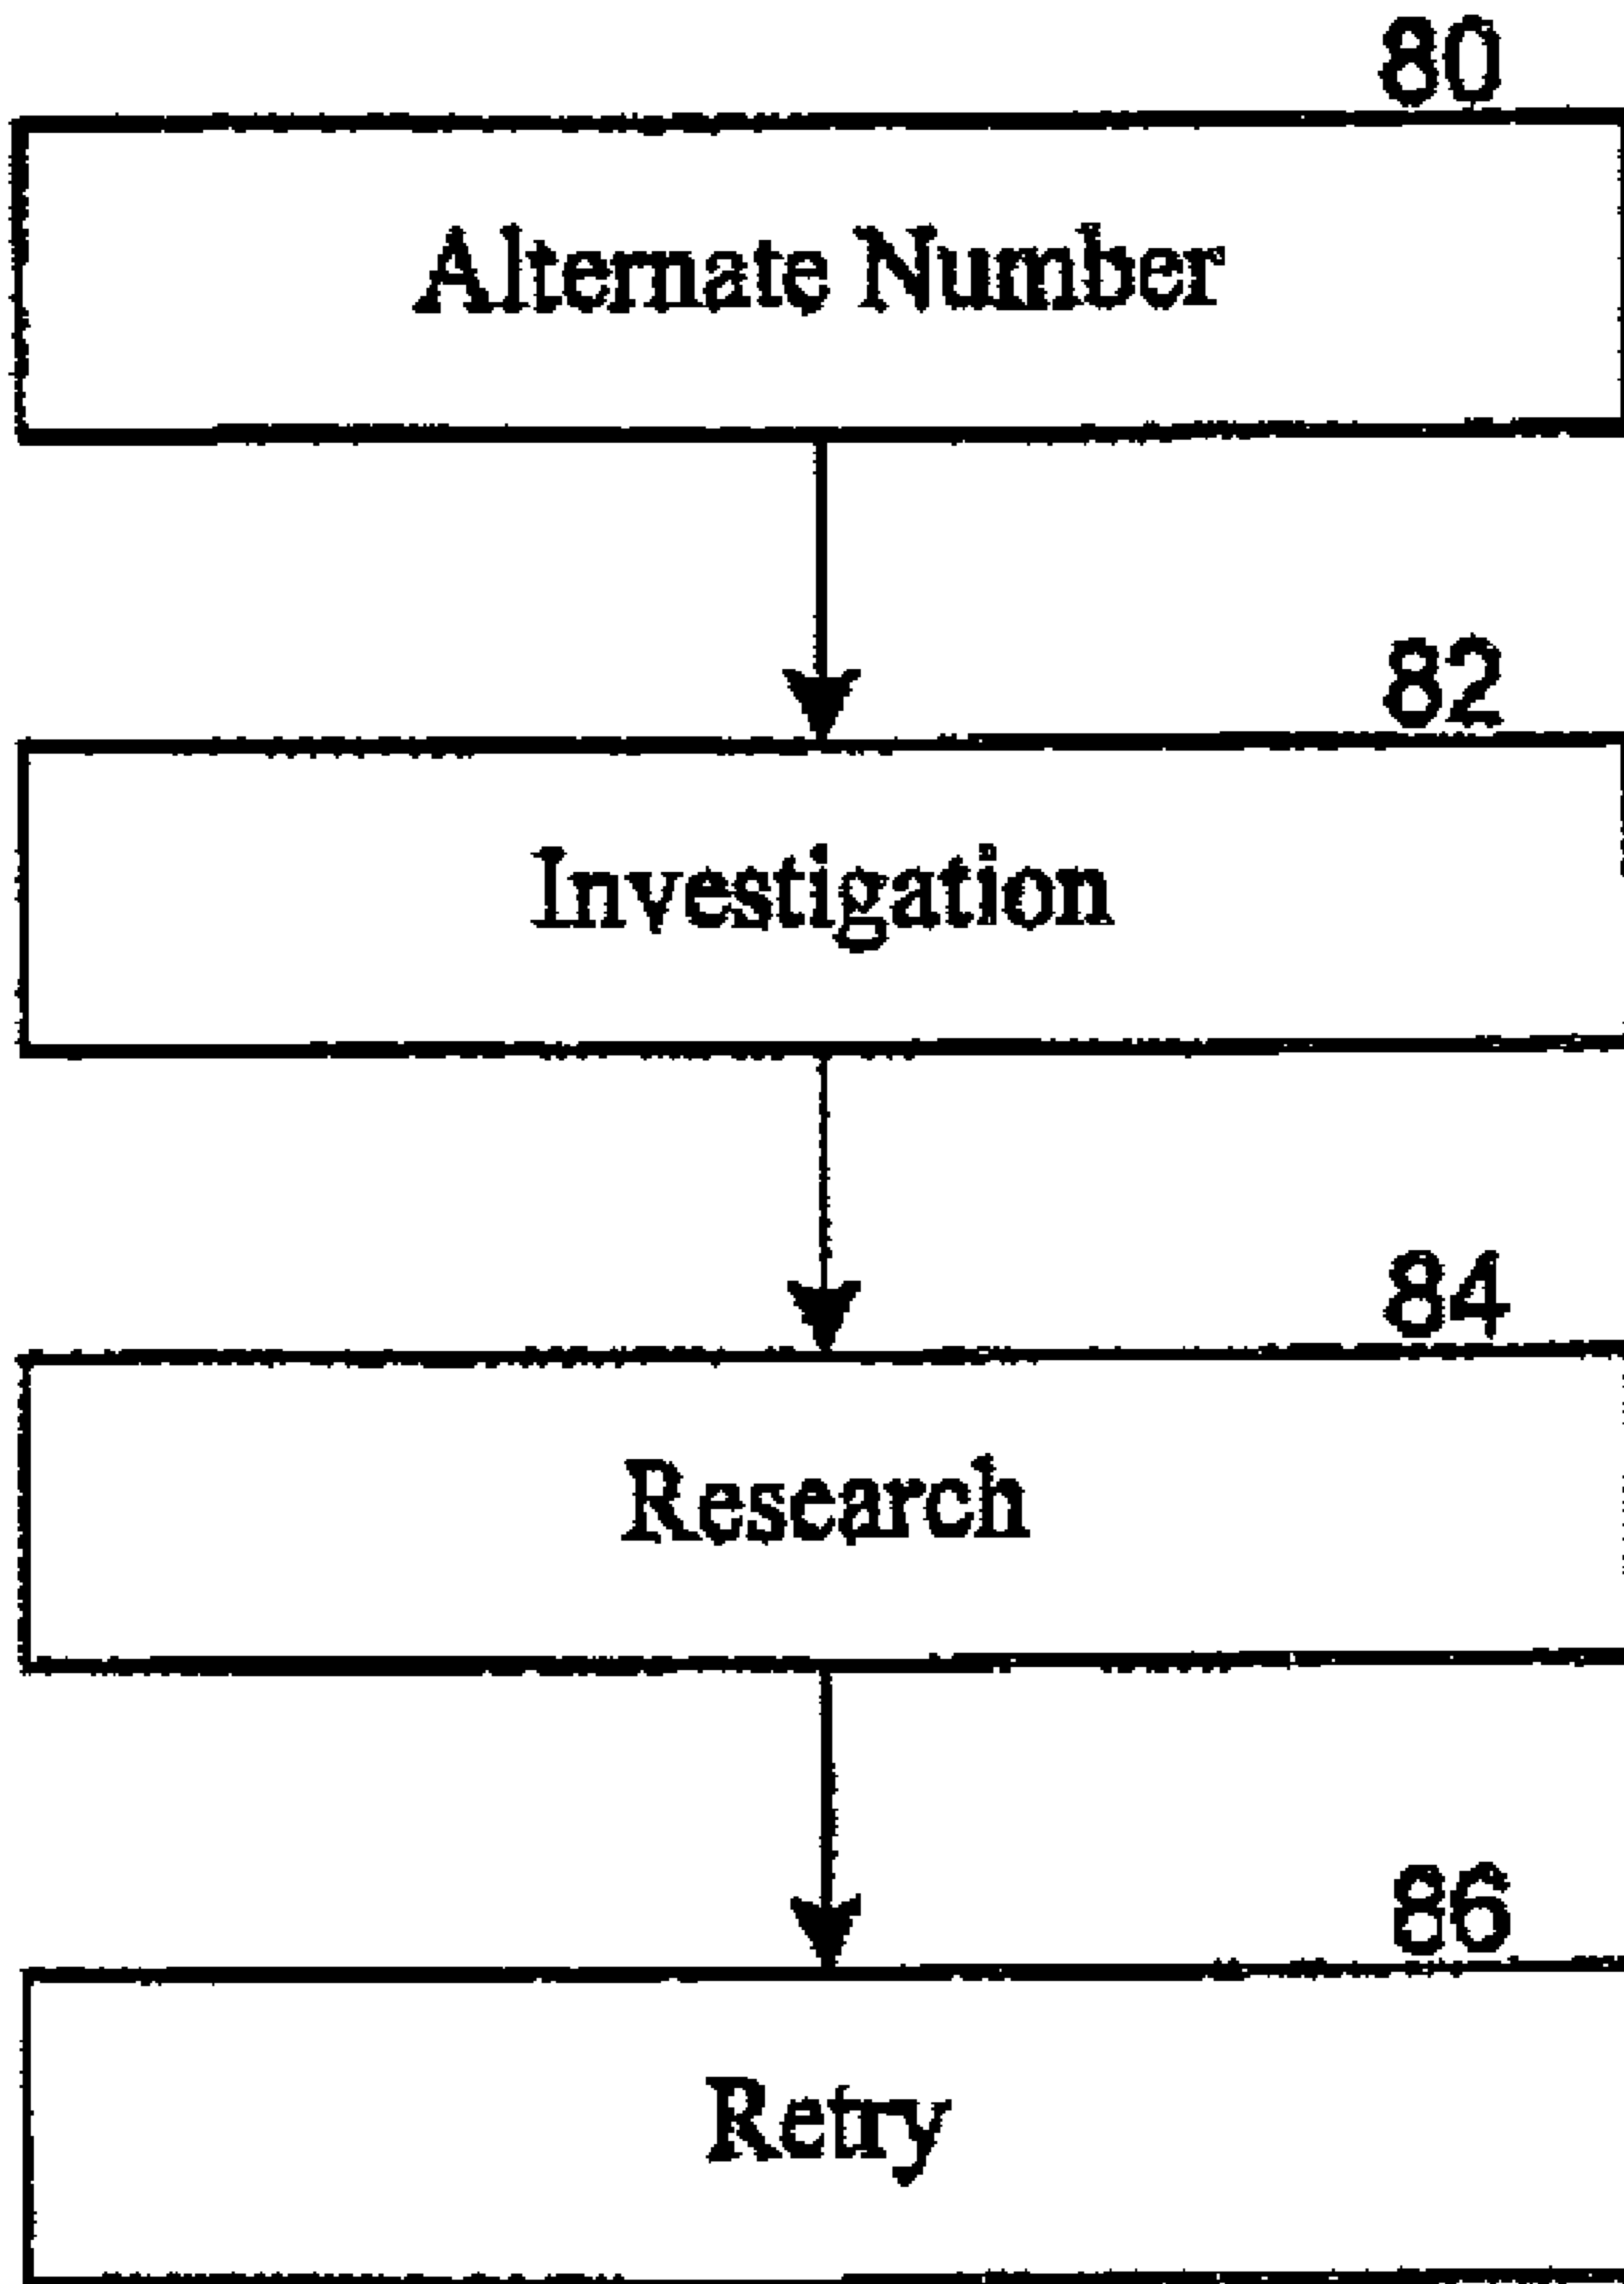 80
Alternate Number
82
Investigation
84
Research
86
Retry